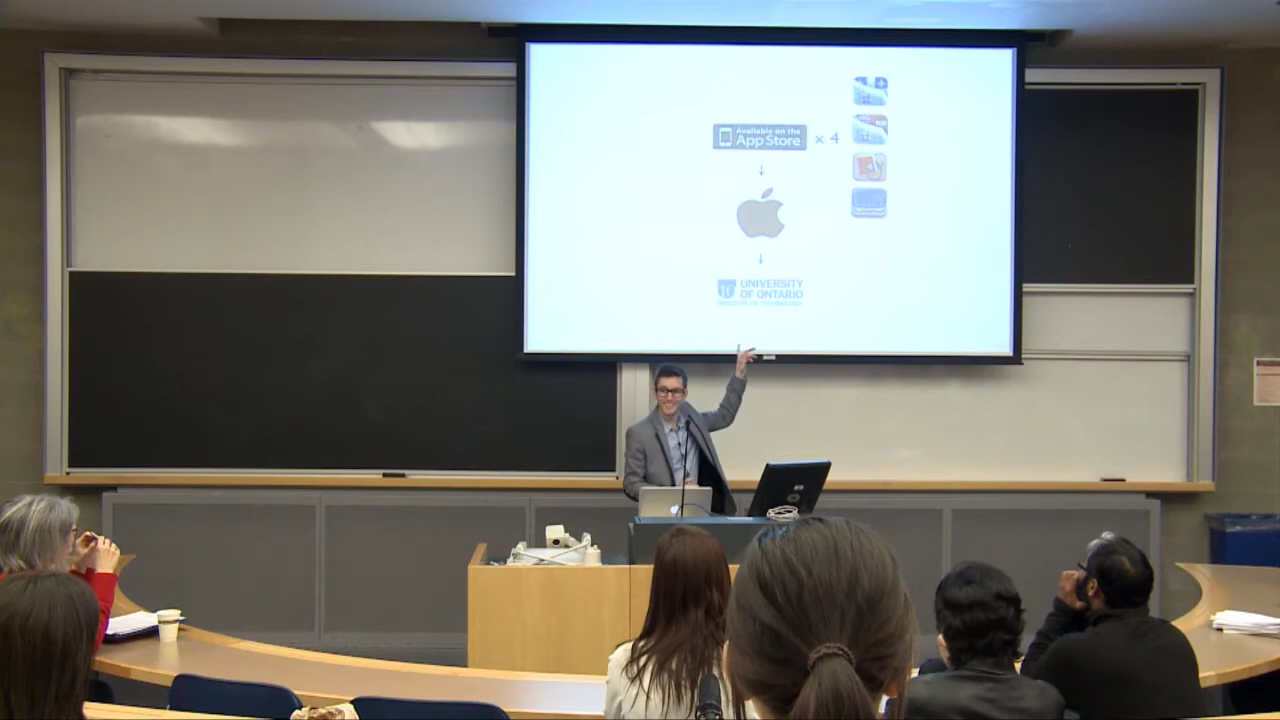 Available on the
App Store
× 4
UNIVERSITY
OF ONTARIO